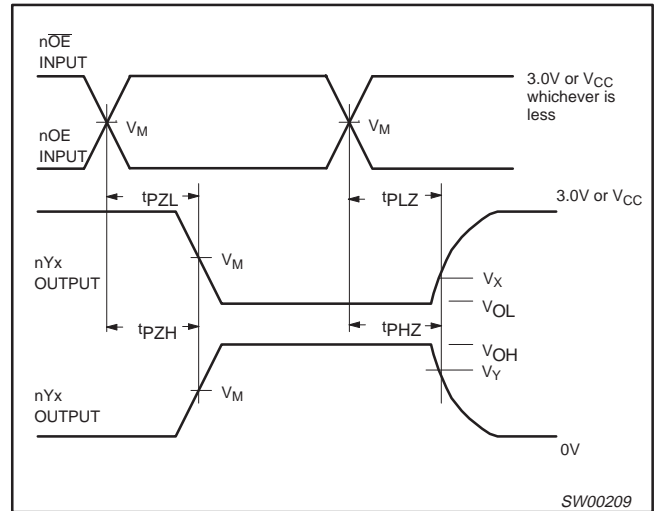 nO̅E̅
INPUT
3.0V or VCC
whichever is
less
VM
VM
nOE
INPUT
tPZL
tPLZ
3.0V or VCC
nYx
OUTPUT
VM
VX
VOL
tPZH
tPHZ
VOH
VY
nYx
OUTPUT
VM
0V
SW00209